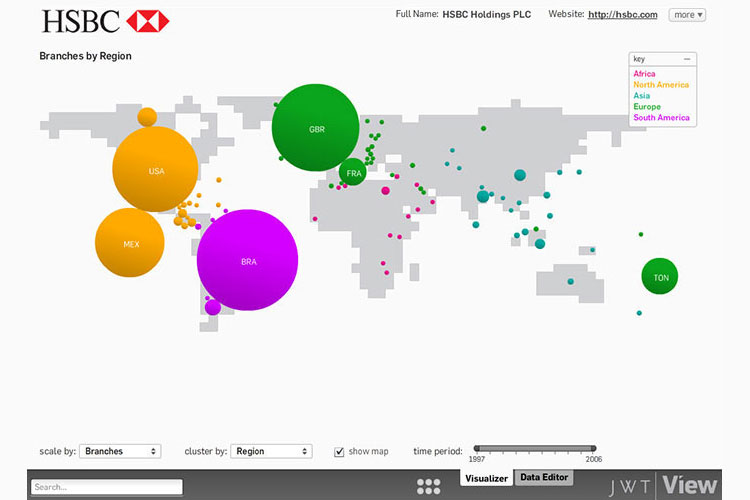 HSBC
Full Name: HSBC Holdings PLC Website: http://hsbc.com more
Branches by Region
key
Africa
North America
Asia
Europe
South America
GBR
USA
FRA
MEX
BRA
TON
scale by: Branches cluster by: Region show map time period:
1997 2006
Search...
Visualizer Data Editor
JWT View